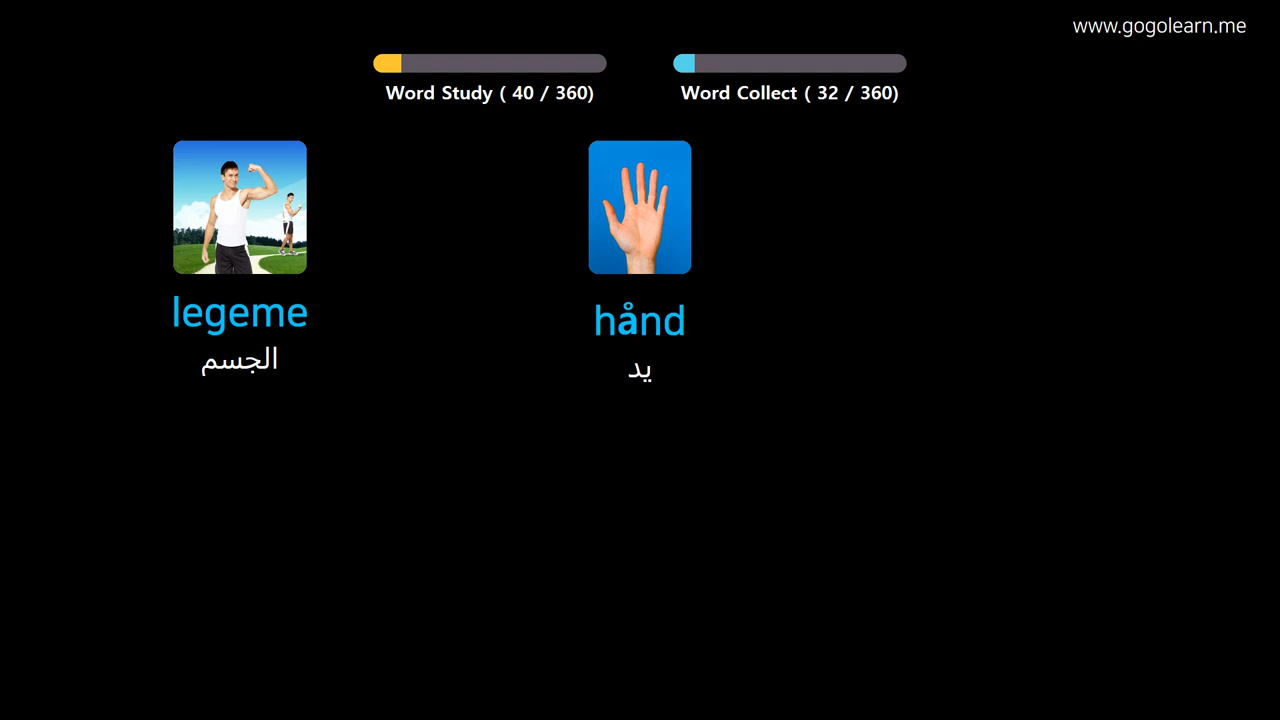 www.gogolearn.me
Word Study ( 40 / 360)
Word Collect ( 32 / 360)
legeme
الجسم
hånd
يد